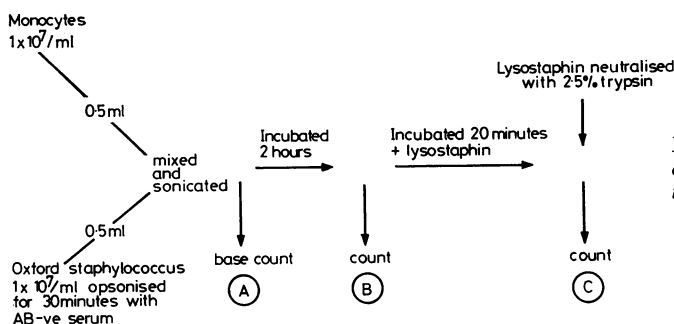 Monocytes
1x10⁷/ml
0·5ml
mixed
and
sonicated
0·5ml
Oxford staphylococcus
1x10⁷/ml opsonised
for 30minutes with
AB-ve serum
Incubated
2 hours
Incubated 20 minutes
+ lysostaphin
Lysostaphin neutralised
with 2·5% trypsin
base count
A
count
B
count
C